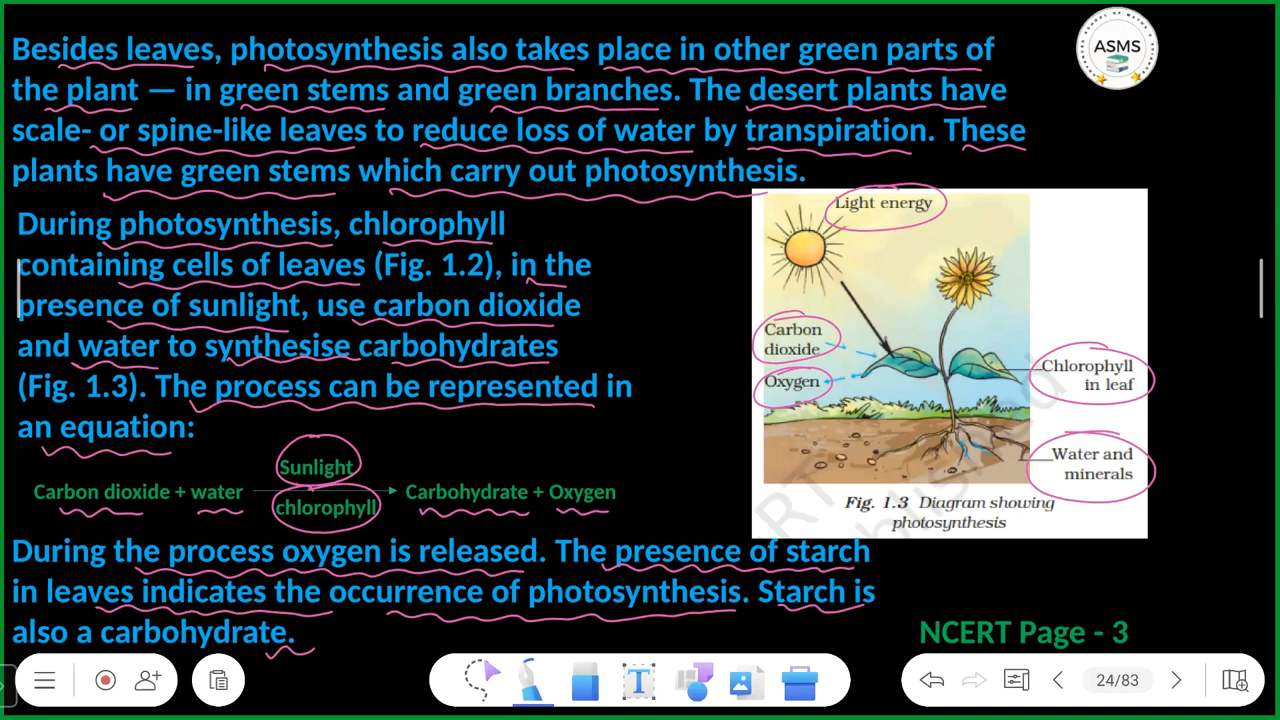 Besides leaves, photosynthesis also takes place in other green parts of
the plant — in green stems and green branches. The desert plants have
scale- or spine-like leaves to reduce loss of water by transpiration. These
plants have green stems which carry out photosynthesis.
During photosynthesis, chlorophyll
containing cells of leaves (Fig. 1.2), in the
presence of sunlight, use carbon dioxide
and water to synthesise carbohydrates
(Fig. 1.3). The process can be represented in
an equation:
Sunlight
Carbon dioxide + water
chlorophyll
Carbohydrate + Oxygen
During the process oxygen is released. The presence of starch
in leaves indicates the occurrence of photosynthesis. Starch is
also a carbohydrate.
ASMS
Light energy
Carbon
dioxide
Oxygen
Chlorophyll
in leaf
Water and
minerals
Fig. 1.3 Diagram showing
photosynthesis
NCERT Page - 3
T
24/83